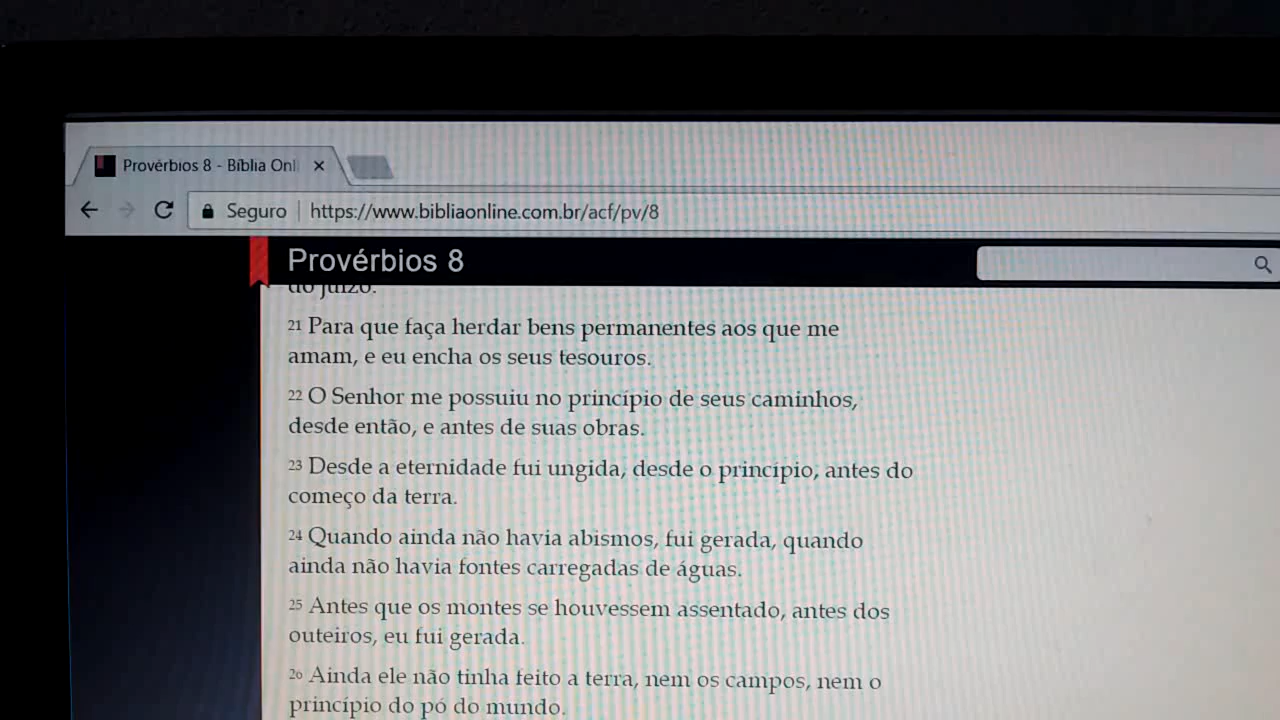 Provérbios 8 - Bíblia Onl
Seguro | https://www.bibliaonline.com.br/acf/pv/8
Provérbios 8
do juízo.
21 Para que faça herdar bens permanentes aos que me
amam, e eu encha os seus tesouros.
22 O Senhor me possuiu no princípio de seus caminhos,
desde então, e antes de suas obras.
23 Desde a eternidade fui ungida, desde o princípio, antes do
começo da terra.
24 Quando ainda não havia abismos, fui gerada, quando
ainda não havia fontes carregadas de águas.
25 Antes que os montes se houvessem assentado, antes dos
outeiros, eu fui gerada.
26 Ainda ele não tinha feito a terra, nem os campos, nem o
princípio do pó do mundo.